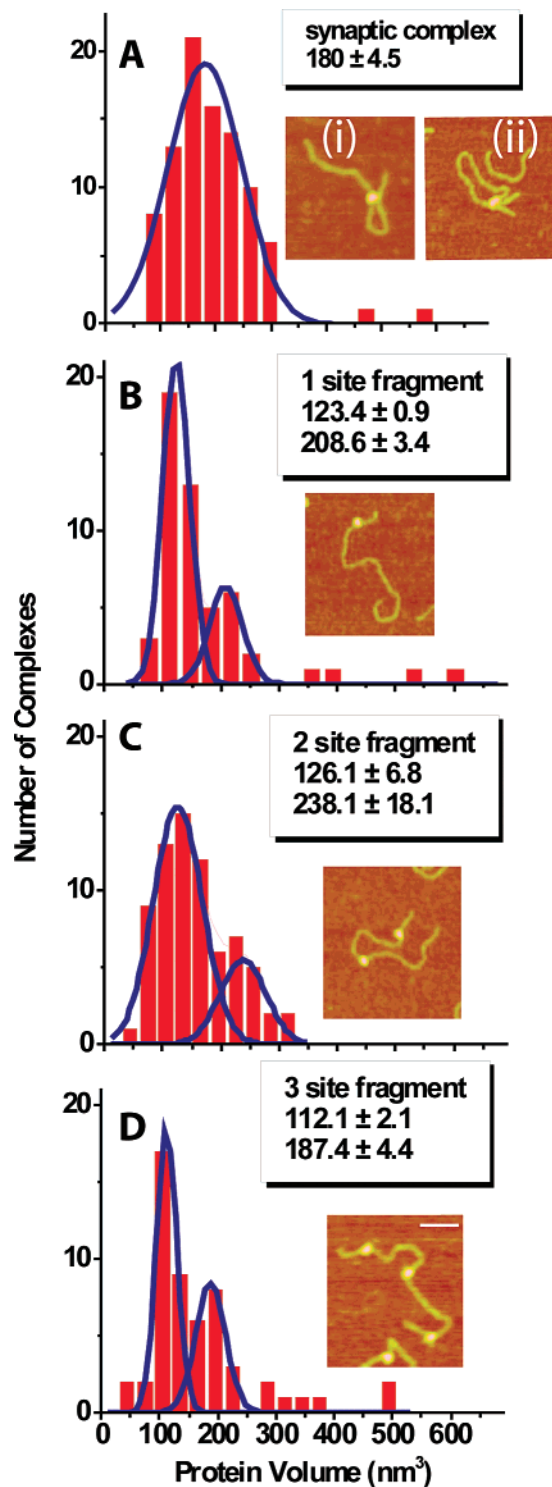 A
synaptic complex
180 ± 4.5
(i)
(ii)
20
10
0
B
1 site fragment
123.4 ± 0.9
208.6 ± 3.4
20
10
0
C
2 site fragment
126.1 ± 6.8
238.1 ± 18.1
20
10
0
D
3 site fragment
112.1 ± 2.1
187.4 ± 4.4
20
10
0
0 100 200 300 400 500 600
Number of Complexes
Protein Volume (nm³)